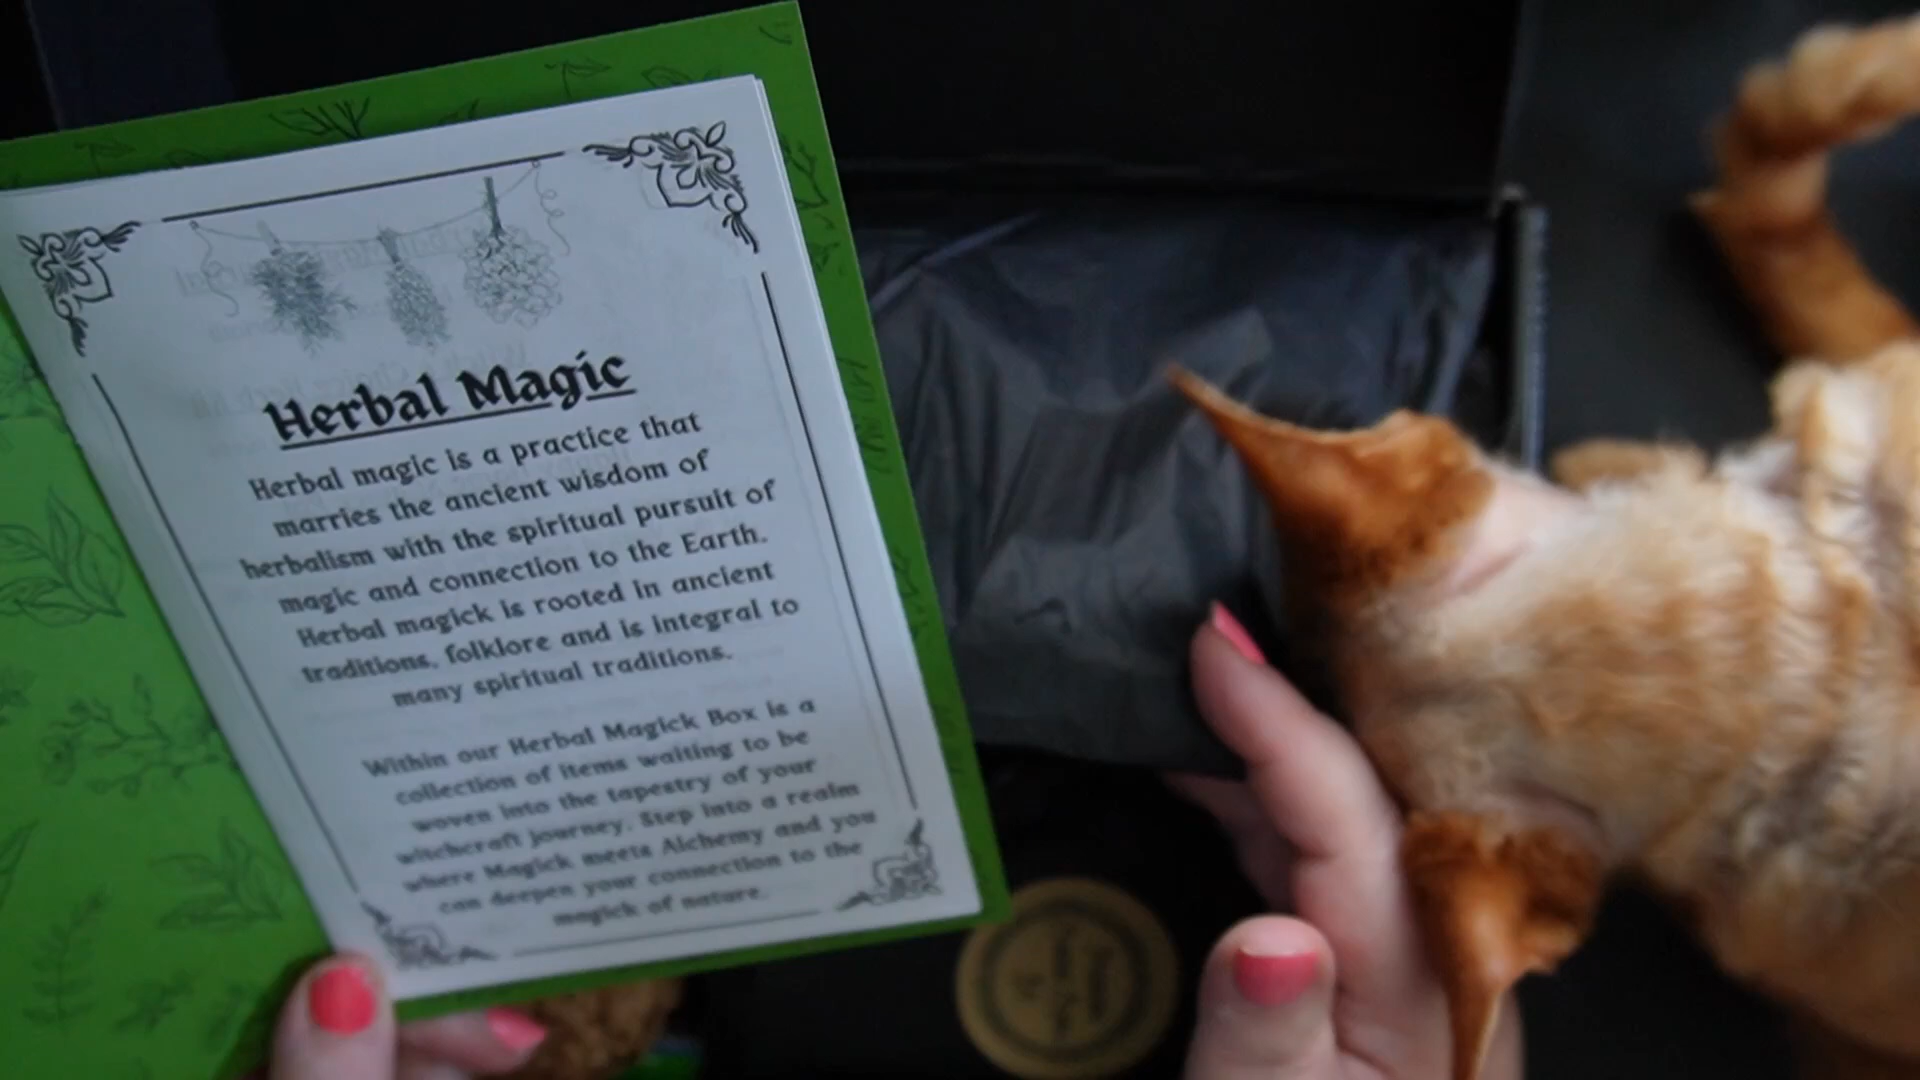 Herbal Magic
Herbal magic is a practice that
marries the ancient wisdom of
herbalism with the spiritual pursuit of
magic and connection to the Earth.
Herbal magick is rooted in ancient
traditions, folklore and is integral to
many spiritual traditions.
Within our Herbal Magick Box is a
collection of items waiting to be
woven into the tapestry of your
witchcraft journey. Step into a realm
where Magick meets Alchemy and you
can deepen your connection to the
magick of nature.